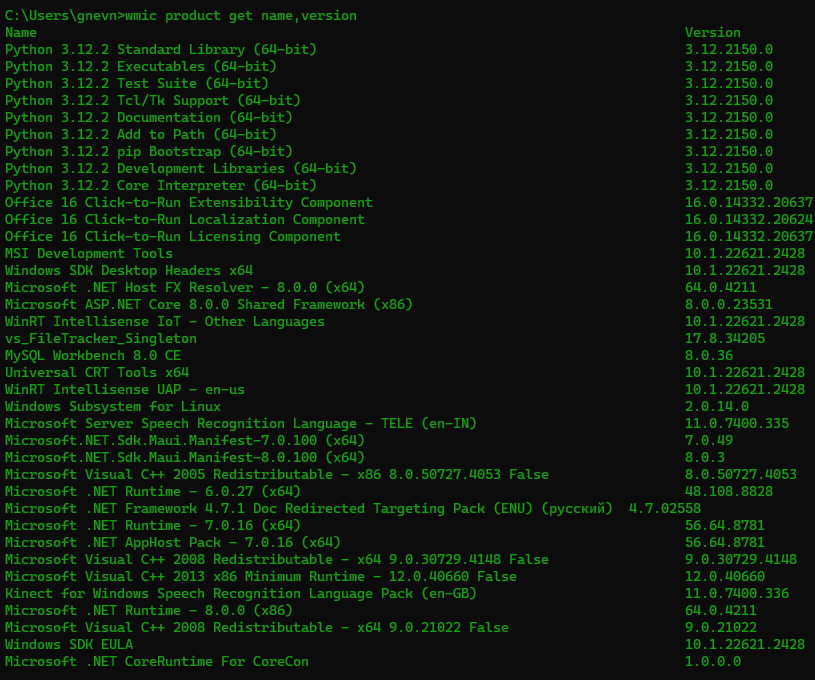 C:\Users\gnevn>wmic product get name,version
Name Version
Python 3.12.2 Standard Library (64-bit) 3.12.2150.0
Python 3.12.2 Executables (64-bit) 3.12.2150.0
Python 3.12.2 Test Suite (64-bit) 3.12.2150.0
Python 3.12.2 Tcl/Tk Support (64-bit) 3.12.2150.0
Python 3.12.2 Documentation (64-bit) 3.12.2150.0
Python 3.12.2 Add to Path (64-bit) 3.12.2150.0
Python 3.12.2 pip Bootstrap (64-bit) 3.12.2150.0
Python 3.12.2 Development Libraries (64-bit) 3.12.2150.0
Python 3.12.2 Core Interpreter (64-bit) 3.12.2150.0
Office 16 Click-to-Run Extensibility Component 16.0.14332.20637
Office 16 Click-to-Run Localization Component 16.0.14332.20624
Office 16 Click-to-Run Licensing Component 16.0.14332.20637
MSI Development Tools 10.1.22621.2428
Windows SDK Desktop Headers x64 10.1.22621.2428
Microsoft .NET Host FX Resolver - 8.0.0 (x64) 64.0.4211
Microsoft ASP.NET Core 8.0.0 Shared Framework (x86) 8.0.0.23531
WinRT Intellisense IoT - Other Languages 10.1.22621.2428
vs_FileTracker_Singleton 17.8.34205
MySQL Workbench 8.0 CE 8.0.36
Universal CRT Tools x64 10.1.22621.2428
WinRT Intellisense UAP - en-us 10.1.22621.2428
Windows Subsystem for Linux 2.0.14.0
Microsoft Server Speech Recognition Language - TELE (en-IN) 11.0.7400.335
Microsoft.NET.Sdk.Maui.Manifest-7.0.100 (x64) 7.0.49
Microsoft.NET.Sdk.Maui.Manifest-8.0.100 (x64) 8.0.3
Microsoft Visual C++ 2005 Redistributable - x86 8.0.50727.4053 False 8.0.50727.4053
Microsoft .NET Runtime - 6.0.27 (x64) 48.108.8828
Microsoft .NET Framework 4.7.1 Doc Redirected Targeting Pack (ENU) (русский) 4.7.02558
Microsoft .NET Runtime - 7.0.16 (x64) 56.64.8781
Microsoft .NET AppHost Pack - 7.0.16 (x64) 56.64.8781
Microsoft Visual C++ 2008 Redistributable - x64 9.0.30729.4148 False 9.0.30729.4148
Microsoft Visual C++ 2013 x86 Minimum Runtime - 12.0.40660 False 12.0.40660
Kinect for Windows Speech Recognition Language Pack (en-GB) 11.0.7400.336
Microsoft .NET Runtime - 8.0.0 (x86) 64.0.4211
Microsoft Visual C++ 2008 Redistributable - x64 9.0.21022 False 9.0.21022
Windows SDK EULA 10.1.22621.2428
Microsoft .NET CoreRuntime For CoreCon 1.0.0.0